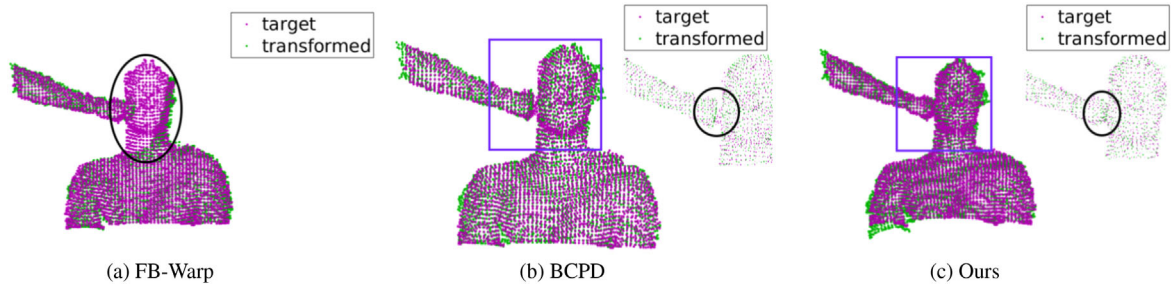 target
transformed
target
transformed
target
transformed
(a) FB-Warp
(b) BCPD
(c) Ours